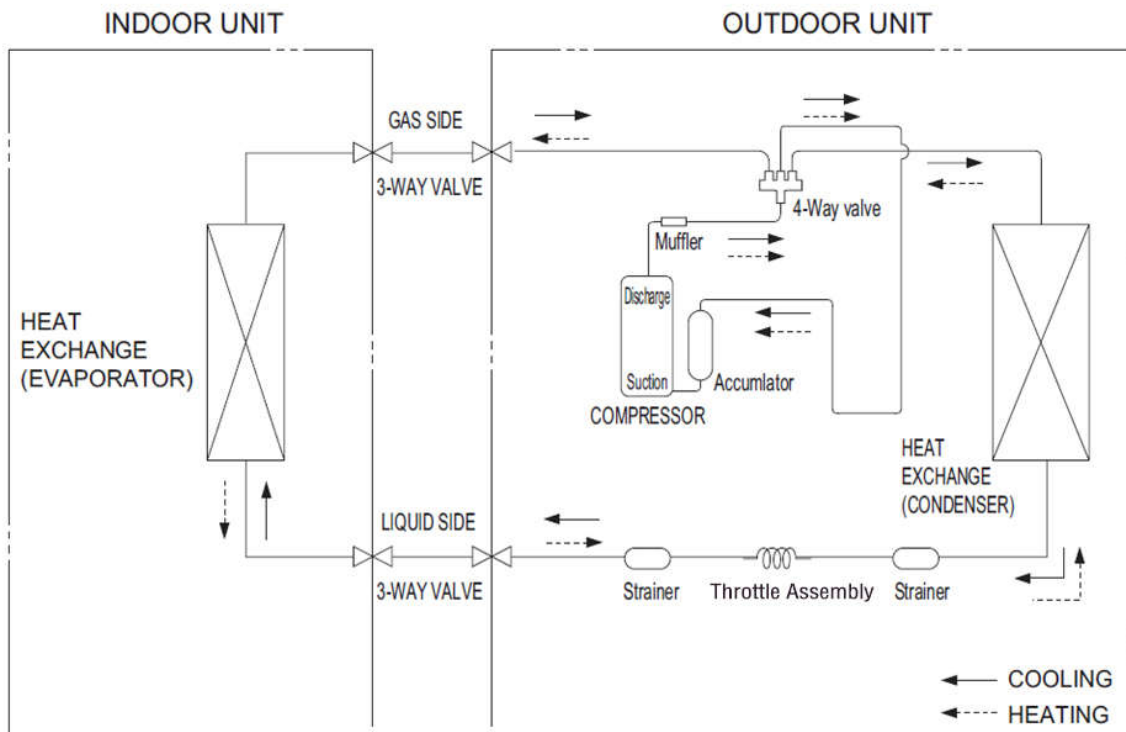 INDOOR UNIT
OUTDOOR UNIT
GAS SIDE
3-WAY VALVE
4-Way valve
Muffler
Discharge
Suction
Accumlator
COMPRESSOR
HEAT
EXCHANGE
(EVAPORATOR)
HEAT
EXCHANGE
(CONDENSER)
LIQUID SIDE
3-WAY VALVE
Strainer
Throttle Assembly
Strainer
COOLING
HEATING